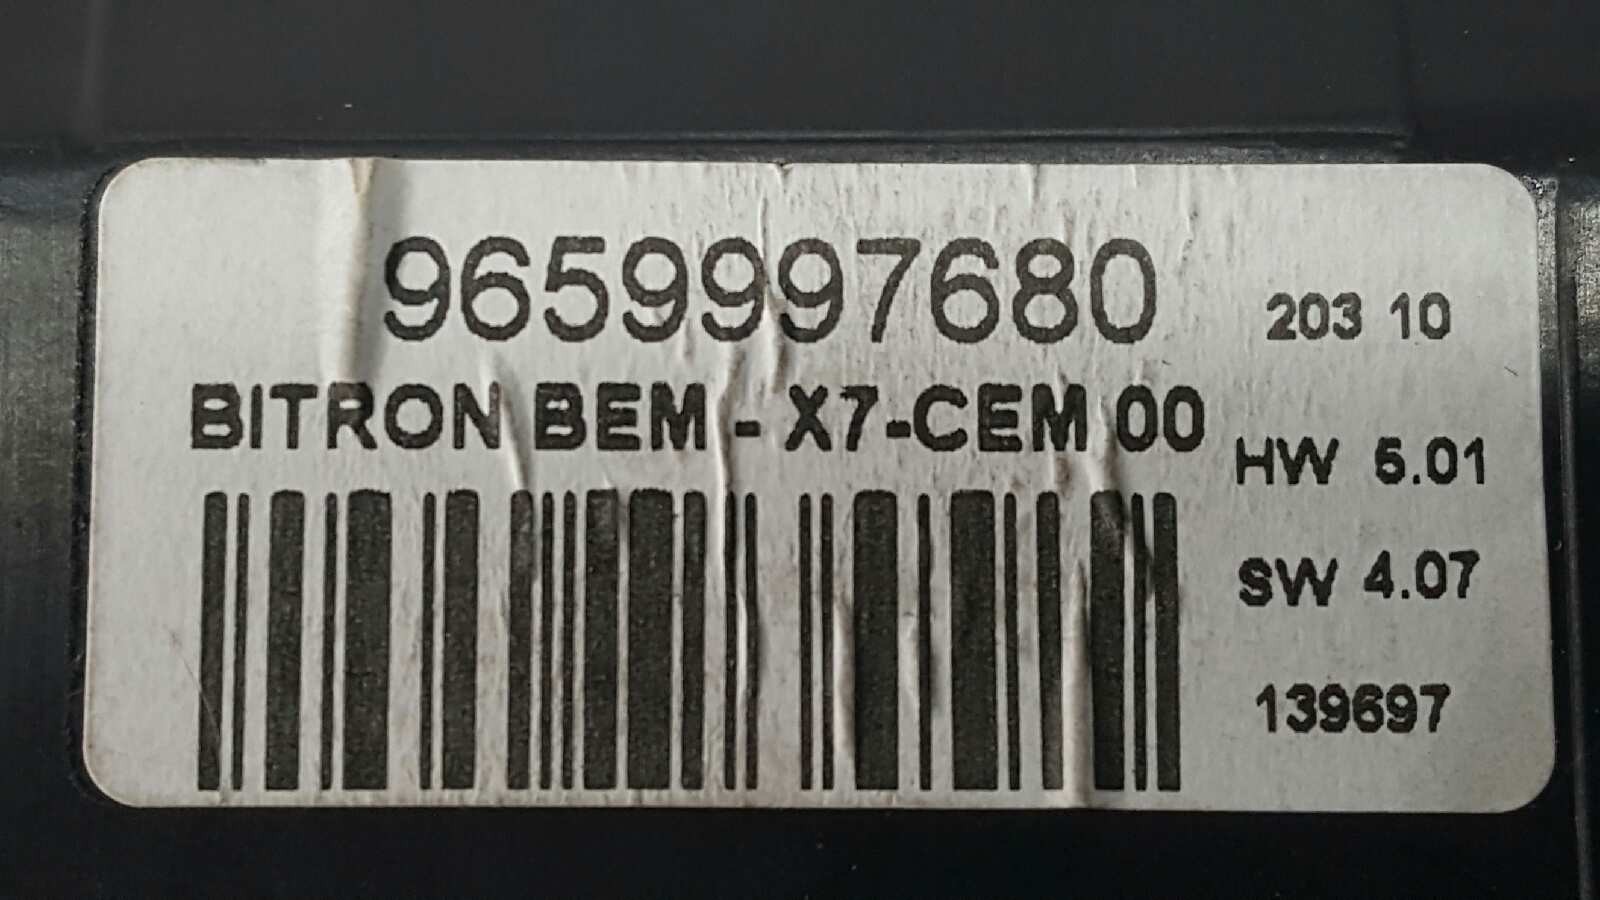 9659997680
203 10
BITRON BEM - X7-CEM 00
HW 5.01
SW 4.07
139697